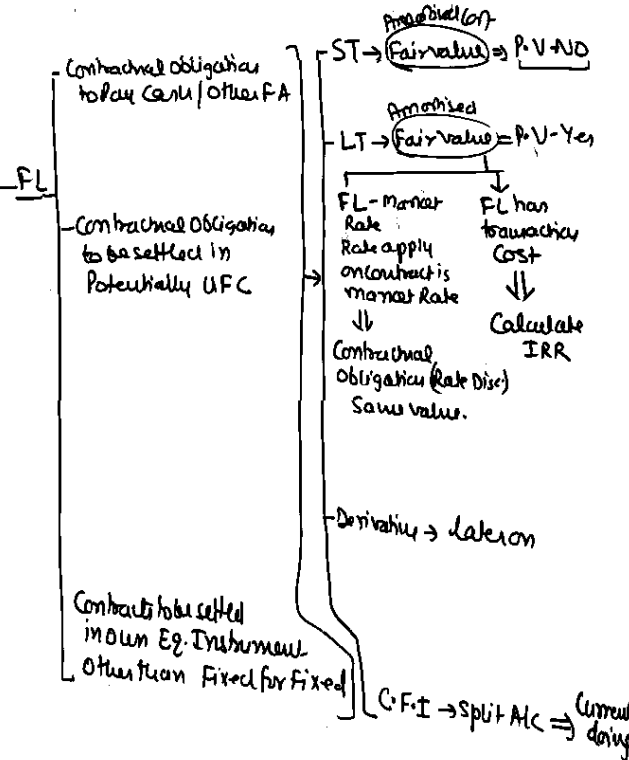 FL
Contractual Obligation
to Pay Cash / Other FA
Contractual Obligation
to be settled in
Potentially UFC
Contracts to be settled
in own Eq. Instrument
Other than Fixed for Fixed
Amortised Cost
ST → Fair value ⇒ P.V-NO
Amortised
LT → Fair Value = P.V-Yes
FL - Market
Rate
Rate apply
on contract is
Market Rate
⇓
Contractual
Obligation (Rate Disc)
Same value.
FL has
transaction
Cost
⇓
Calculate
IRR
Derivative → Later on
C.F.I → Split A/c ⇒ Current
doing